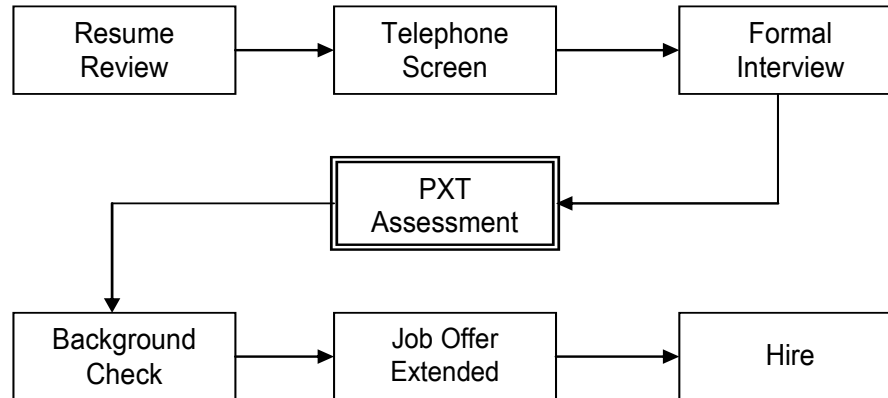 Resume
Review
Telephone
Screen
Formal
Interview
PXT
Assessment
Background
Check
Job Offer
Extended
Hire